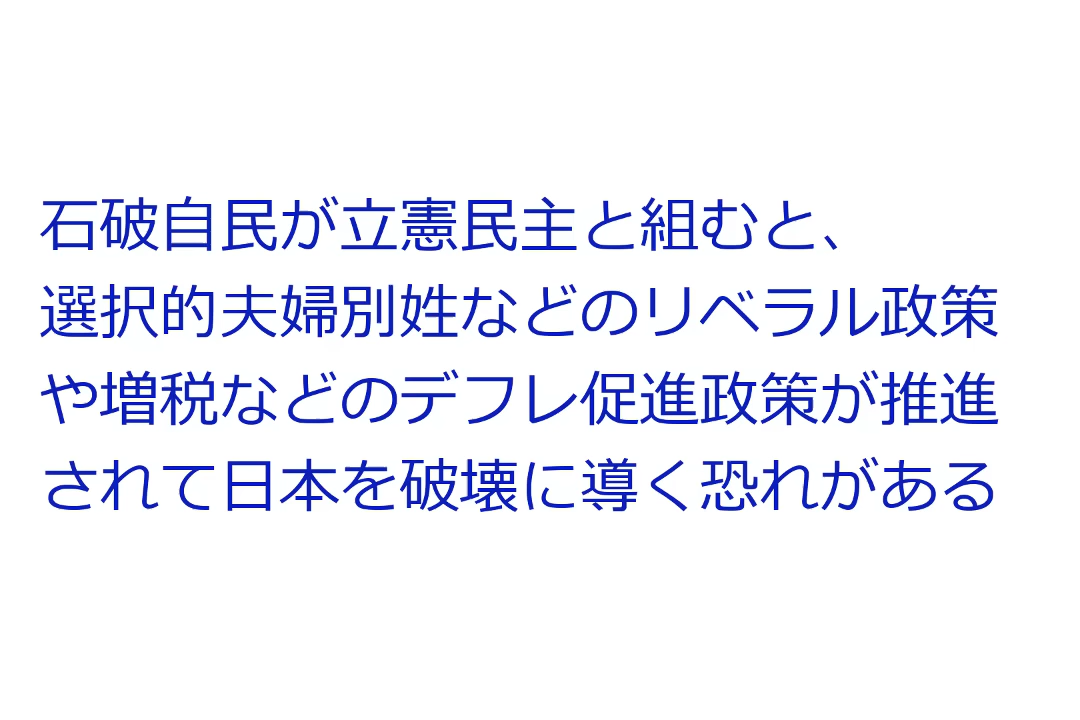 石破自民が立憲民主と組むと、
選択的夫婦別姓などのリベラル政策
や増税などのデフレ促進政策が推進
されて日本を破壊に導く恐れがある